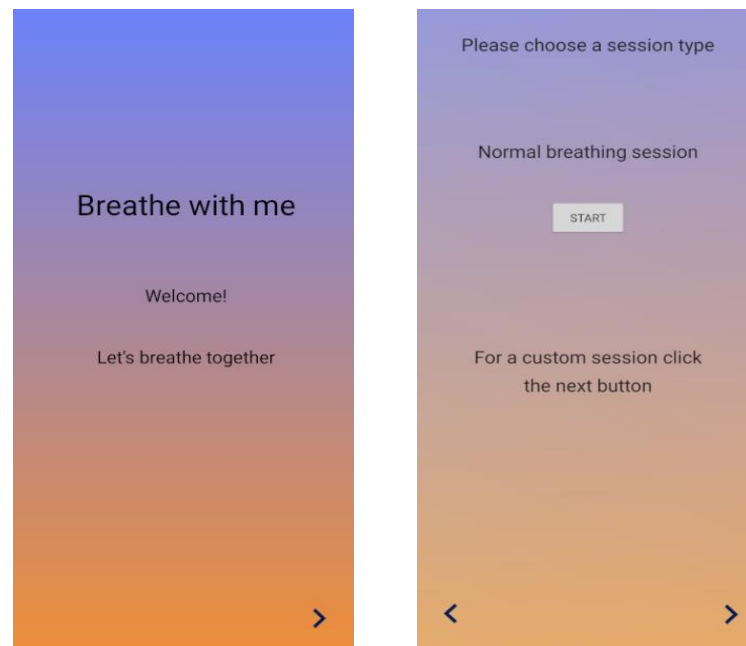 Breathe with me
Welcome!
Let's breathe together
Please choose a session type
Normal breathing session
START
For a custom session click
the next button